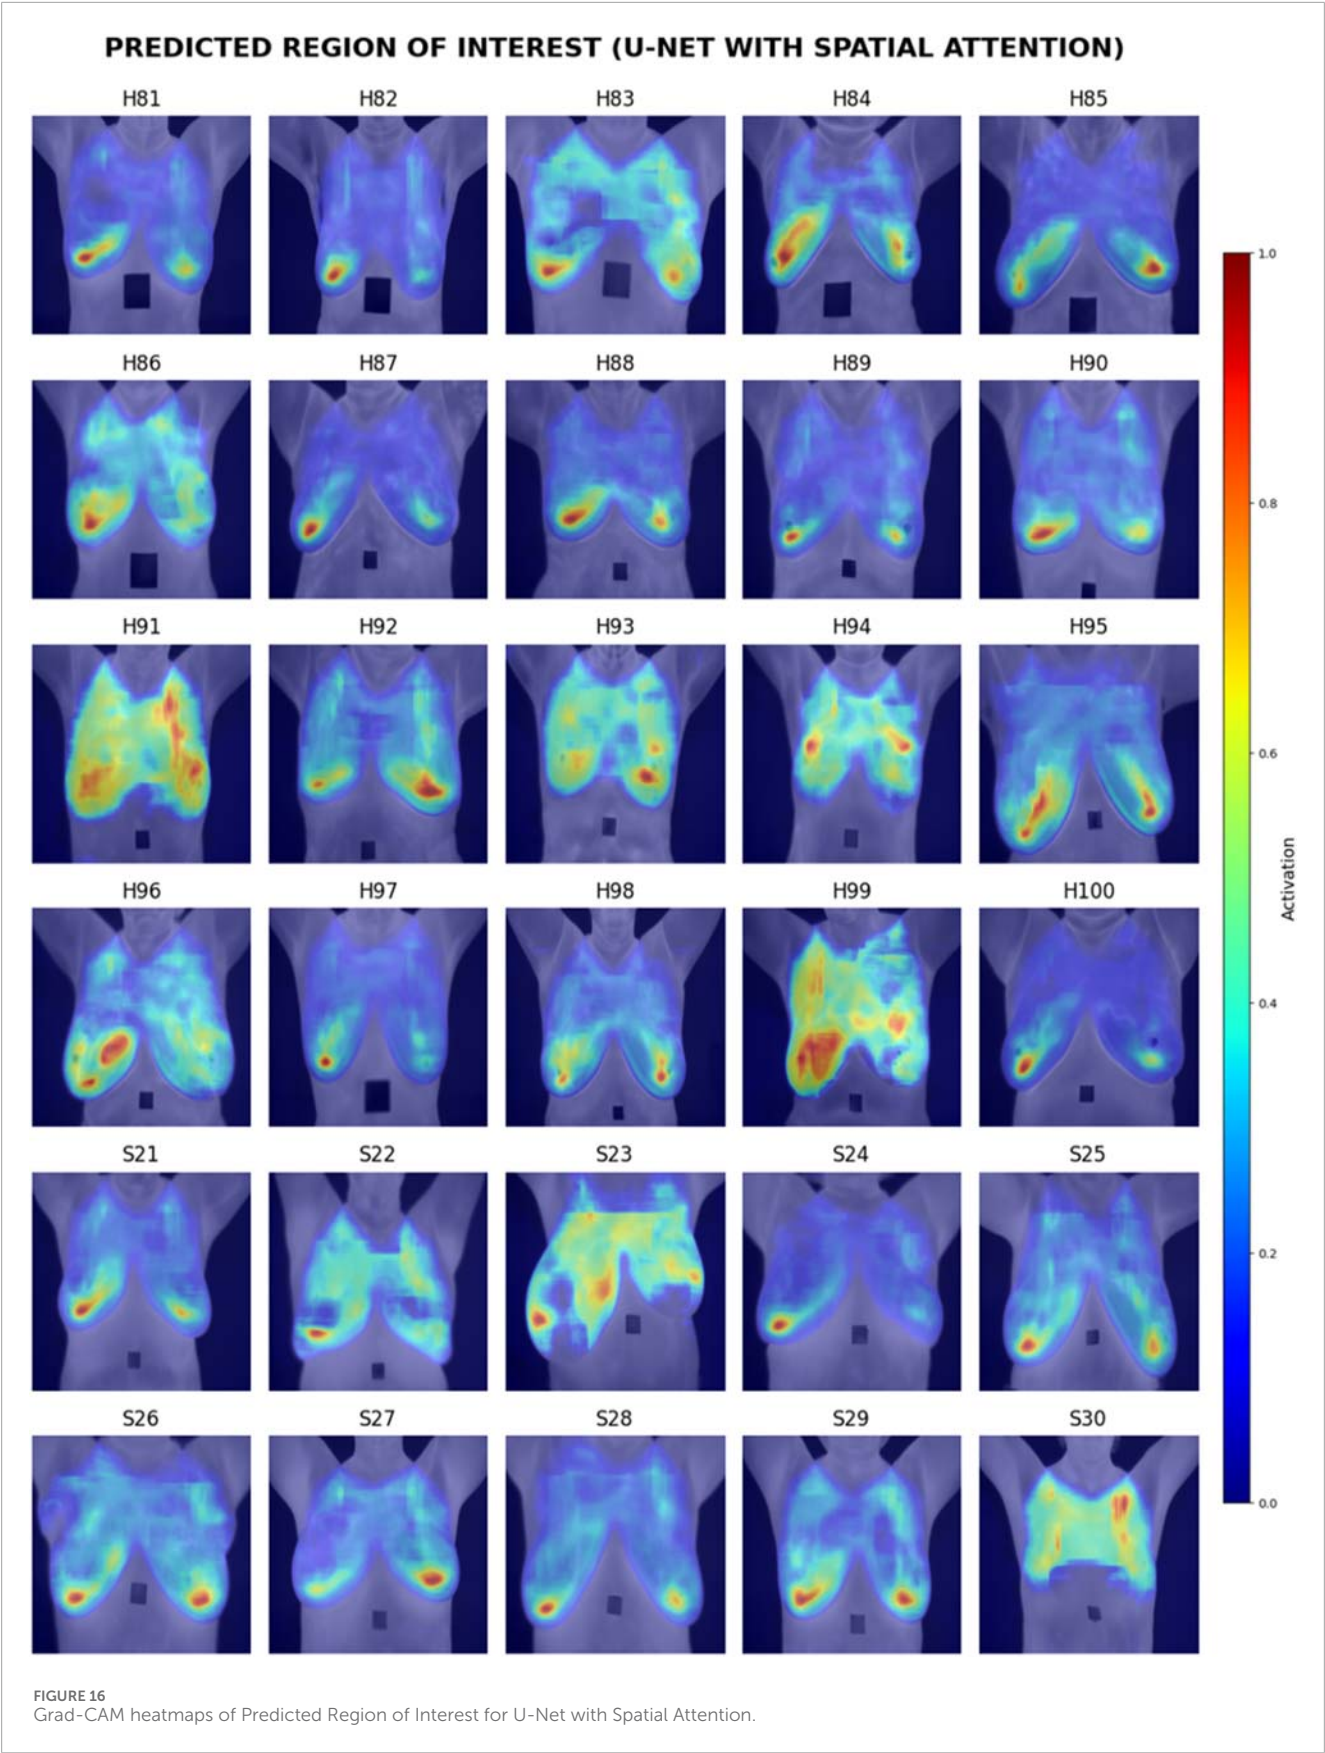 PREDICTED REGION OF INTEREST (U-NET WITH SPATIAL ATTENTION)
H81 H82 H83 H84 H85
H86 H87 H88 H89 H90
H91 H92 H93 H94 H95
H96 H97 H98 H99 H100
S21 S22 S23 S24 S25
S26 S27 S28 S29 S30
1.0
0.8
0.6
0.4
0.2
0.0
Activation
FIGURE 16
Grad-CAM heatmaps of Predicted Region of Interest for U-Net with Spatial Attention.